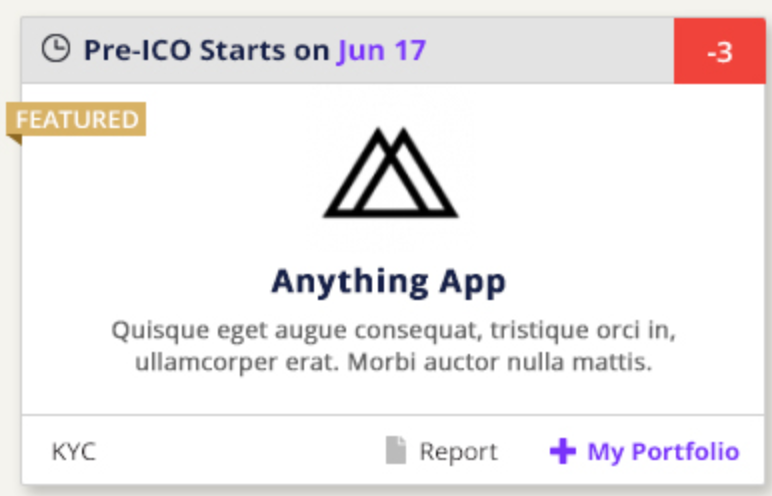 Pre-ICO Starts on Jun 17
-3
FEATURED
Anything App
Quisque eget augue consequat, tristique orci in,
ullamcorper erat. Morbi auctor nulla mattis.
KYC
Report
My Portfolio